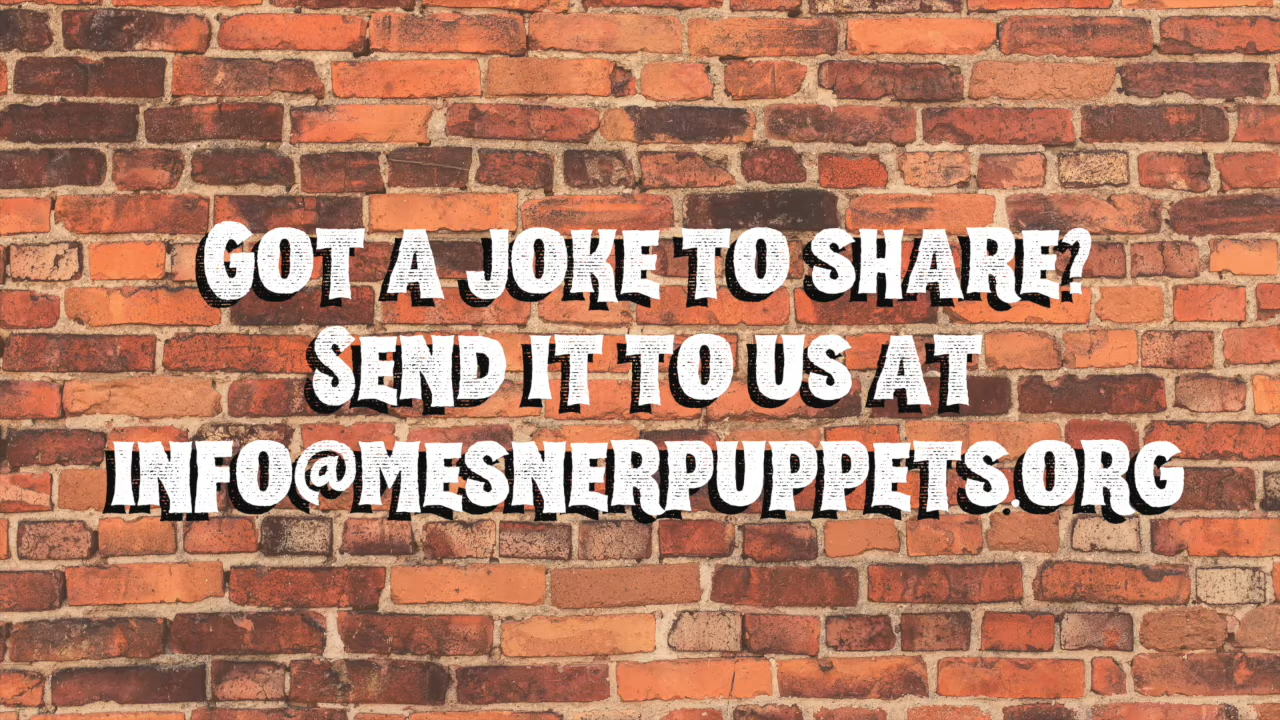 GOT A JOKE TO SHARE?
SEND IT TO US AT
INFO@MESNERPUPPETS.ORG